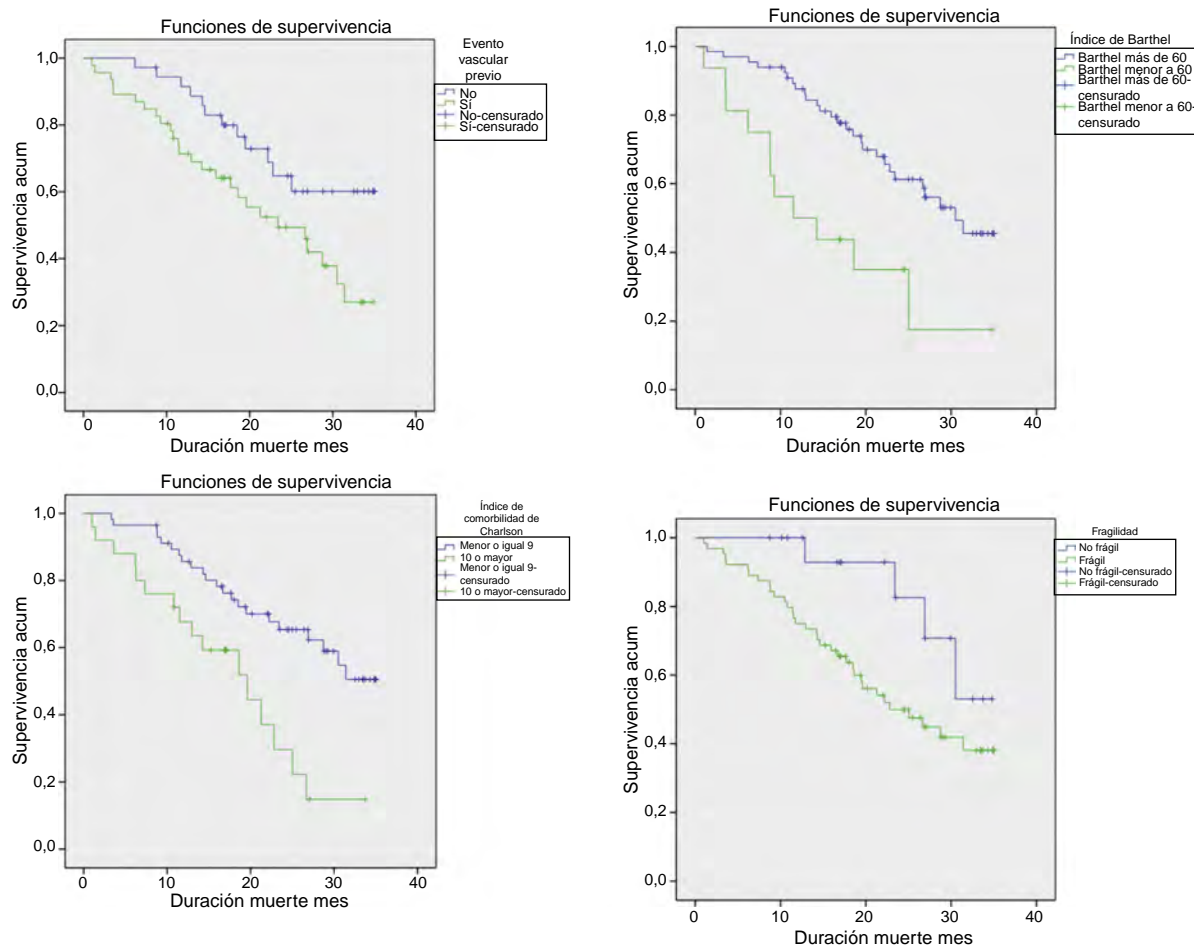 Funciones de supervivencia
Evento
vascular
previo
No
Sí
No-censurado
Sí-censurado
1,0
0,8
0,6
0,4
0,2
0,0
Supervivencia acum
0 10 20 30 40
Duración muerte mes
Funciones de supervivencia
Índice de Barthel
Barthel más de 60
Barthel menor a 60
Barthel más de 60-
censurado
Barthel menor a 60-
censurado
1,0
0,8
0,6
0,4
0,2
0,0
Supervivencia acum
0 10 20 30 40
Duración muerte mes
Funciones de supervivencia
Índice de
comorbilidad de
Charlson
Menor o igual 9
10 o mayor
Menor o igual 9-
censurado
10 o mayor-censurado
1,0
0,8
0,6
0,4
0,2
0,0
Supervivencia acum
0 10 20 30 40
Duración muerte mes
Funciones de supervivencia
Fragilidad
No frágil
Frágil
No frágil-censurado
Frágil-censurado
1,0
0,8
0,6
0,4
0,2
0,0
Supervivencia acum
0 10 20 30 40
Duración muerte mes